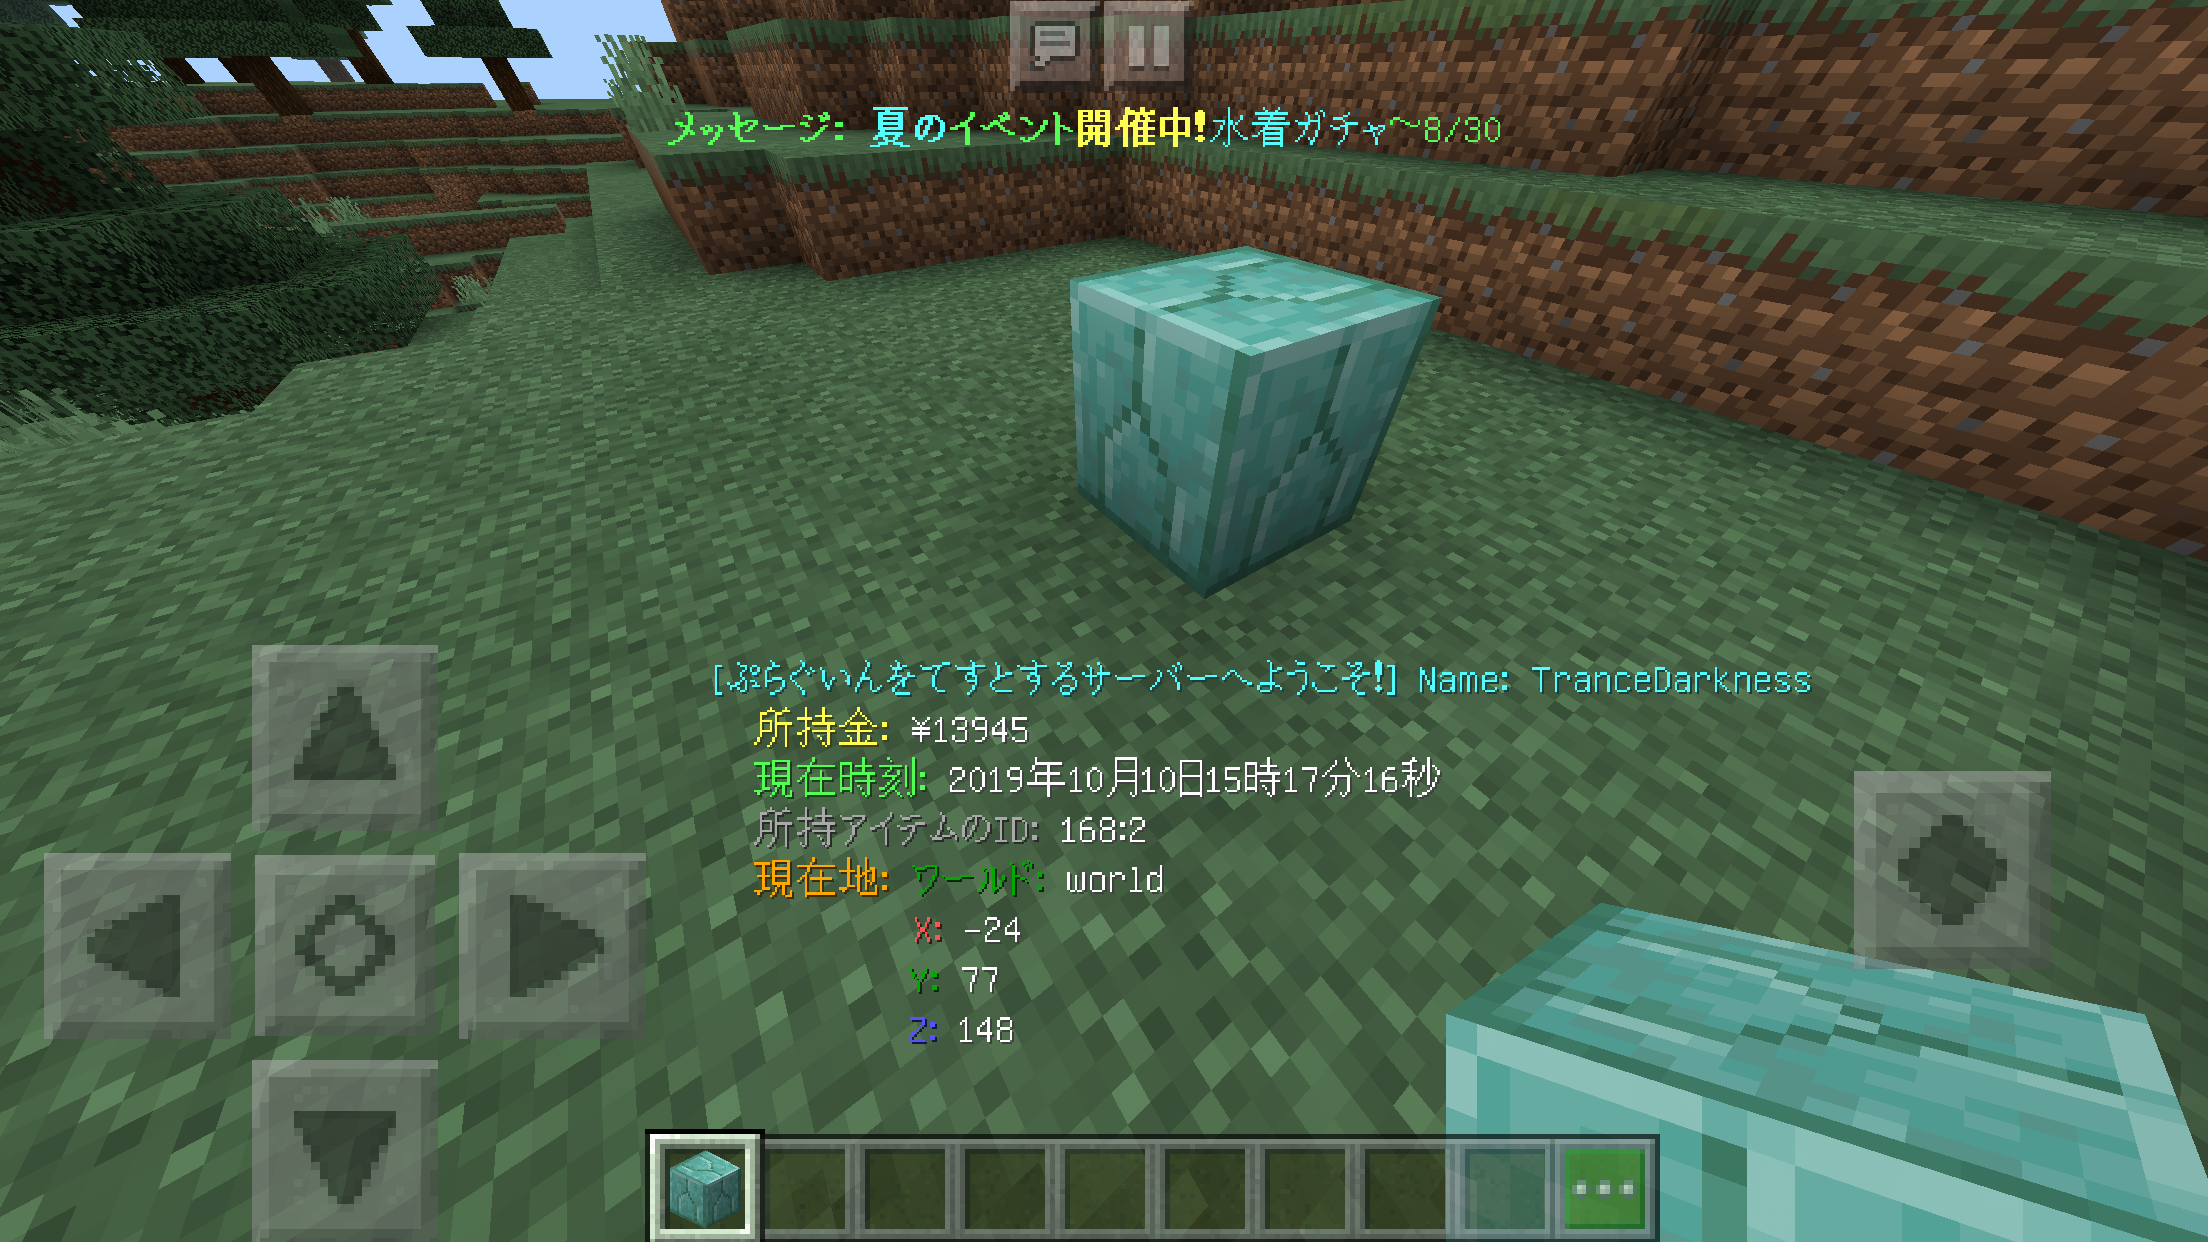 メッセージ: 夏のイベント開催中!水着ガチャ～8/30
[ぷらぐいんをてすとするサーバーへようこそ!] Name: TranceDarkness
所持金: ¥13945
現在時刻: 2019年10月10日15時17分16秒
所持アイテムのID: 168:2
現在地: ワールド: world
X: -24
Y: 77
Z: 148